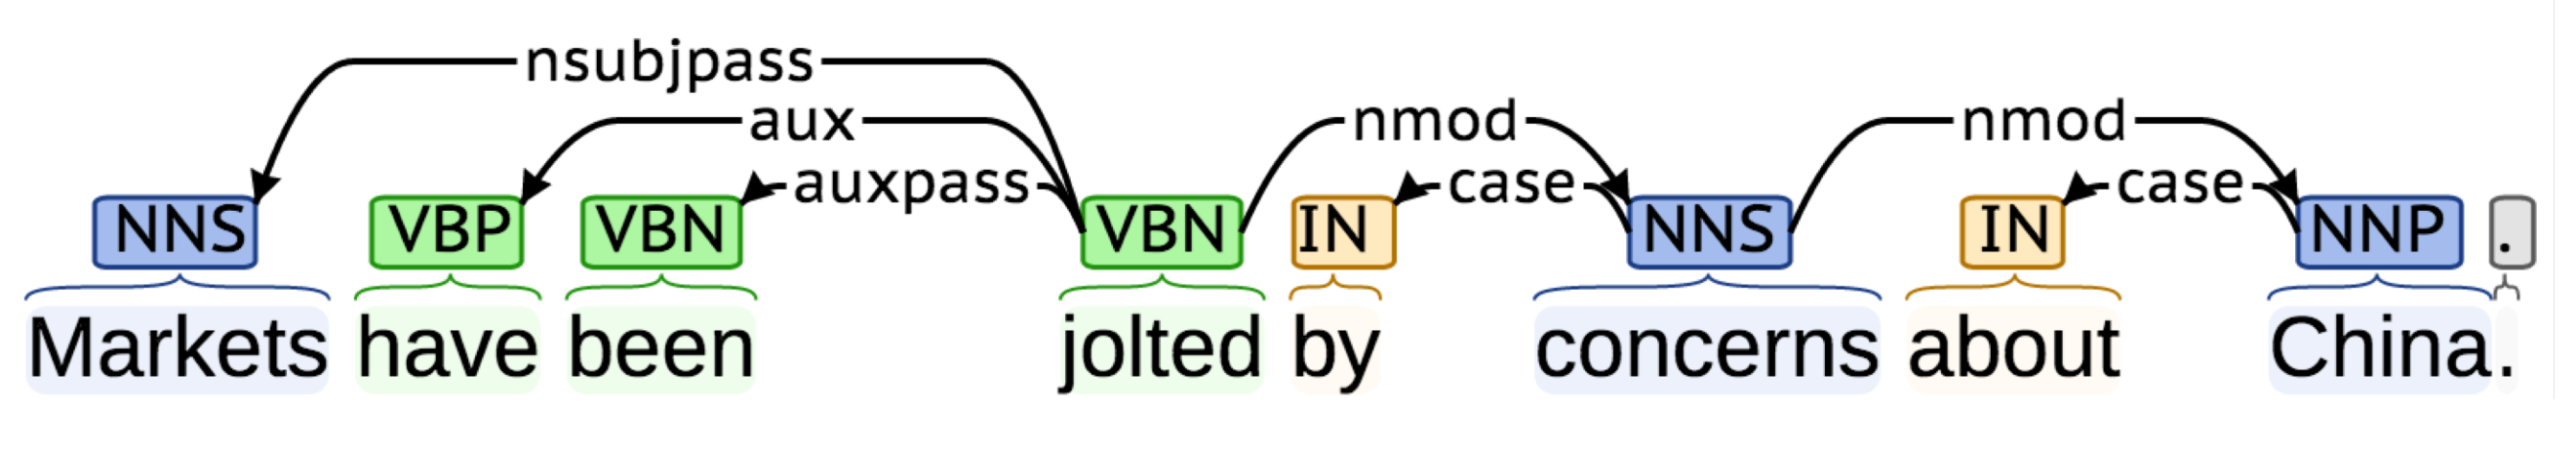 nsubjpass
aux nmod nmod
auxpass case case
NNS VBP VBN VBN IN NNS IN NNP .
Markets have been jolted by concerns about China.